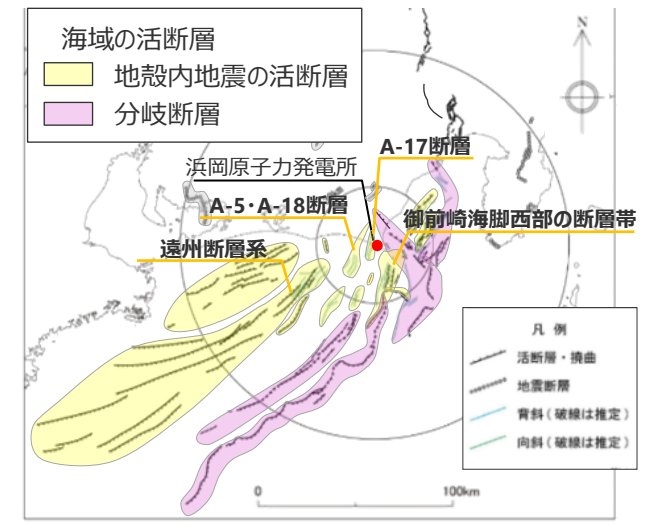 海域の活断層
地殻内地震の活断層
分岐断層
N
A-17断層
浜岡原子力発電所
A-5・A-18断層
御前崎海脚西部の断層帯
遠州断層系
凡 例
活断層・撓曲
地震断層
背斜(破線は推定)
向斜(破線は推定)
0
100km